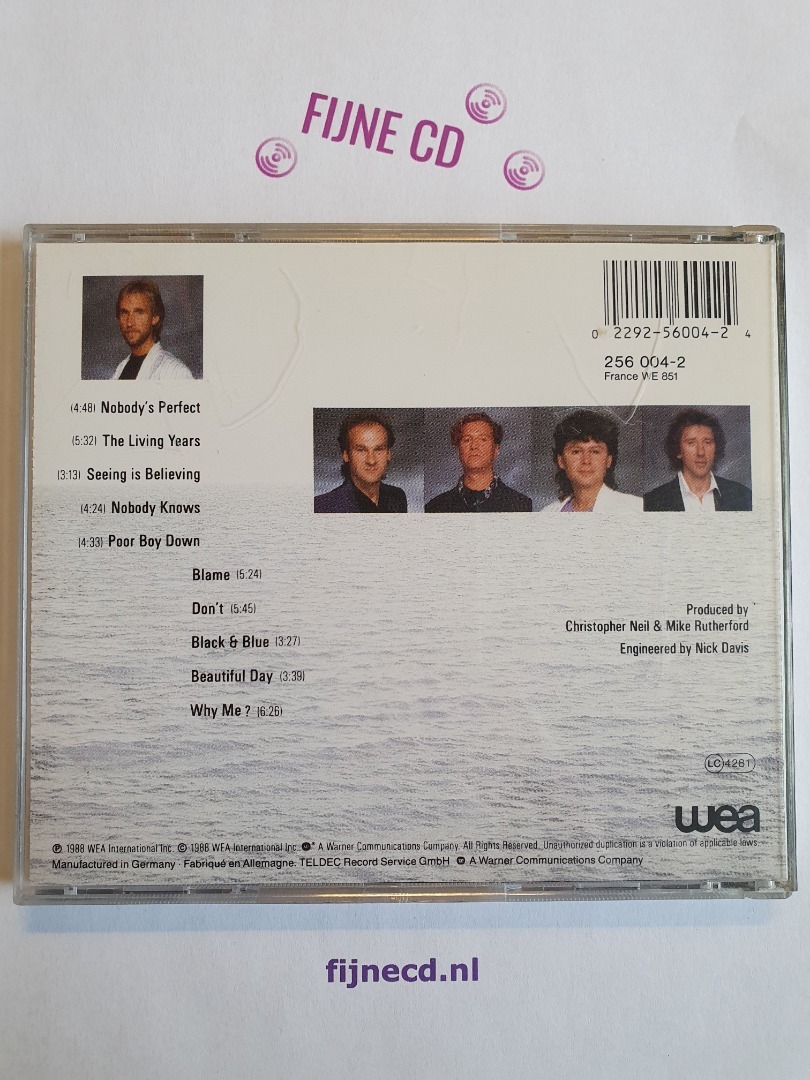 FIJNE CD
0 2292-56004-2 4
256 004-2
France WE 851
(4:48) Nobody's Perfect
(5:32) The Living Years
(3:13) Seeing is Believing
(4:24) Nobody Knows
(4:33) Poor Boy Down
Blame (5:24)
Don't (5:45)
Black & Blue (3:27)
Beautiful Day (3:39)
Why Me? (6:26)
Produced by
Christopher Neil & Mike Rutherford
Engineered by Nick Davis
LC 4281
wea
℗ 1988 WEA International Inc. © 1988 WEA International Inc. * A Warner Communications Company. All Rights Reserved. Unauthorized duplication is a violation of applicable laws.
Manufactured in Germany · Fabriqué en Allemagne. TELDEC Record Service GmbH A Warner Communications Company
fijnecd.nl